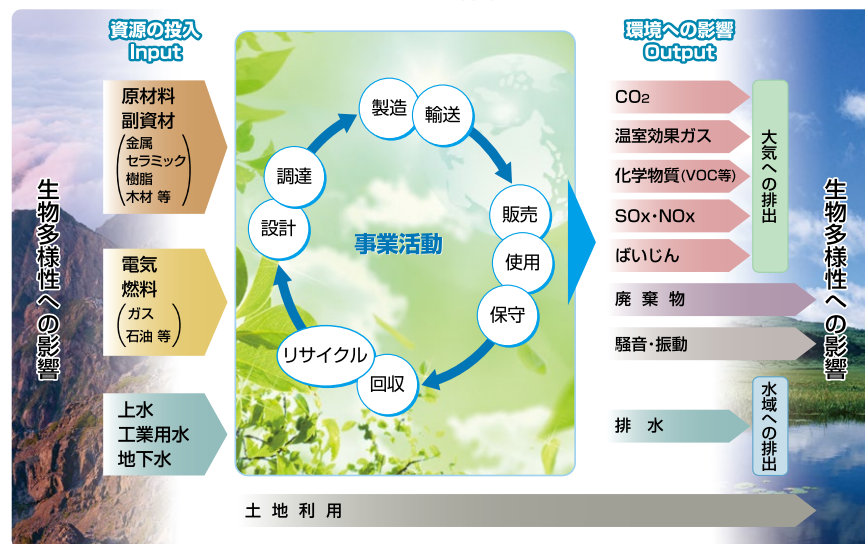 資源の投入
Input
環境への影響
Output
生物多様性への影響
原材料
副資材
(金属
セラミック
樹脂
木材 等)
電気
燃料
(ガス
石油 等)
上水
工業用水
地下水
事業活動
設計
調達
製造
輸送
販売
使用
保守
回収
リサイクル
CO₂
温室効果ガス
化学物質(VOC等)
SOx・NOx
ばいじん
大気への排出
廃棄物
騒音・振動
排水
水域への排出
生物多様性への影響
土地利用